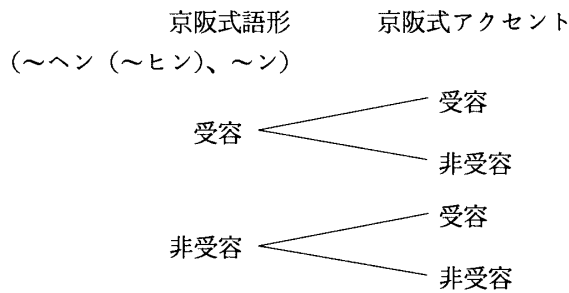 京阪式語形　京阪式アクセント
（～ヘン（～ヒン）、～ン）
受容
受容
非受容
受容
非受容
非受容